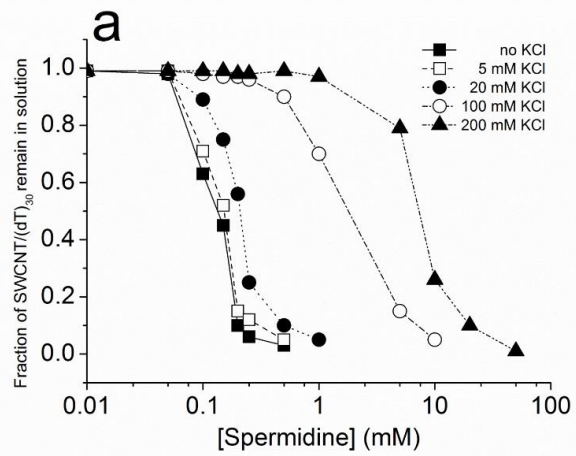 a
no KCl
5 mM KCl
20 mM KCl
100 mM KCl
200 mM KCl
Fraction of SWCNT/(dT)30 remain in solution
1.0
0.8
0.6
0.4
0.2
0.0
0.01 0.1 1 10 100
[Spermidine] (mM)